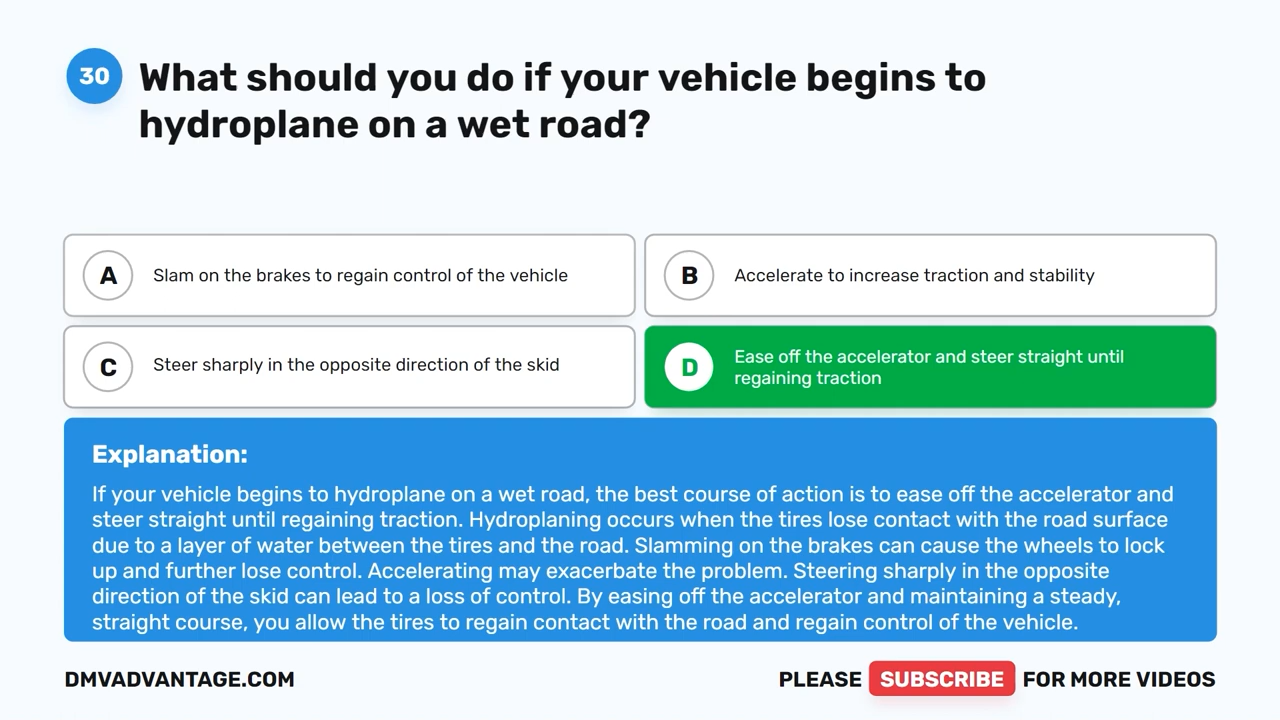 30
What should you do if your vehicle begins to
hydroplane on a wet road?
A Slam on the brakes to regain control of the vehicle
B Accelerate to increase traction and stability
C Steer sharply in the opposite direction of the skid
D Ease off the accelerator and steer straight until
regaining traction
Explanation:
If your vehicle begins to hydroplane on a wet road, the best course of action is to ease off the accelerator and
steer straight until regaining traction. Hydroplaning occurs when the tires lose contact with the road surface
due to a layer of water between the tires and the road. Slamming on the brakes can cause the wheels to lock
up and further lose control. Accelerating may exacerbate the problem. Steering sharply in the opposite
direction of the skid can lead to a loss of control. By easing off the accelerator and maintaining a steady,
straight course, you allow the tires to regain contact with the road and regain control of the vehicle.
DMVADVANTAGE.COM
PLEASE SUBSCRIBE FOR MORE VIDEOS